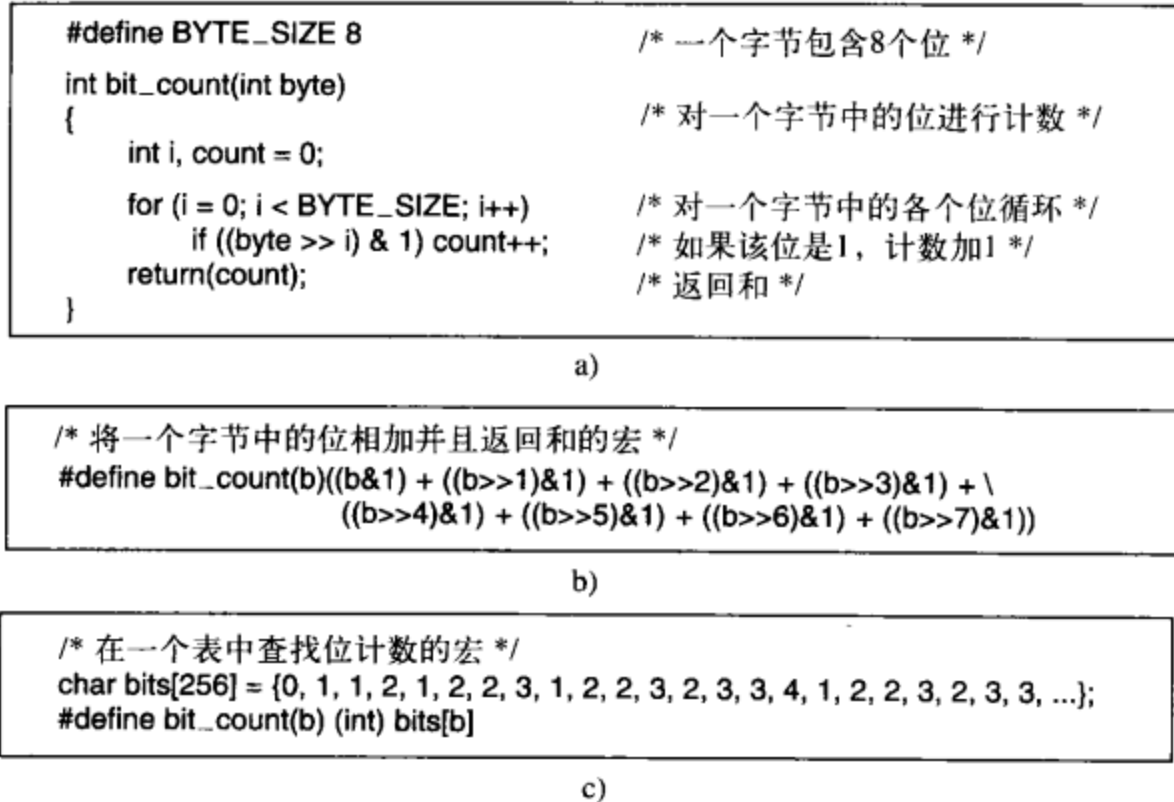 #define BYTE_SIZE 8 /* 一个字节包含8个位 */
int bit_count(int byte)
{ /* 对一个字节中的位进行计数 */
int i, count = 0;
for (i = 0; i < BYTE_SIZE; i++) /* 对一个字节中的各个位循环 */
if ((byte >> i) & 1) count++; /* 如果该位是1，计数加1 */
return(count); /* 返回和 */
}
a)
/* 将一个字节中的位相加并且返回和的宏 */
#define bit_count(b)((b&1) + ((b>>1)&1) + ((b>>2)&1) + ((b>>3)&1) + \
((b>>4)&1) + ((b>>5)&1) + ((b>>6)&1) + ((b>>7)&1))
b)
/* 在一个表中查找位计数的宏 */
char bits[256] = {0, 1, 1, 2, 1, 2, 2, 3, 1, 2, 2, 3, 2, 3, 3, 4, 1, 2, 2, 3, 2, 3, 3, ...};
#define bit_count(b) (int) bits[b]
c)